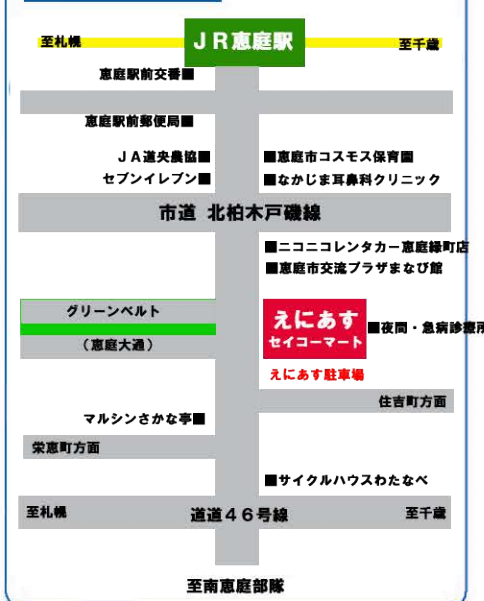 至札幌
JR恵庭駅
至千歳
恵庭駅前交番■
恵庭駅前郵便局■
JA道央農協■
■恵庭市コスモス保育園
セブンイレブン■
■なかじま耳鼻科クリニック
市道 北柏木戸磯線
■ニコニコレンタカー恵庭緑町店
■恵庭市交流プラザまなび館
グリーンベルト
(恵庭大通)
えにあす
セイコーマート
■夜間・急病診療所
えにあす駐車場
住吉町方面
マルシンさかな亭■
栄恵町方面
■サイクルハウスわたなべ
至札幌
道道46号線
至千歳
至南恵庭部隊